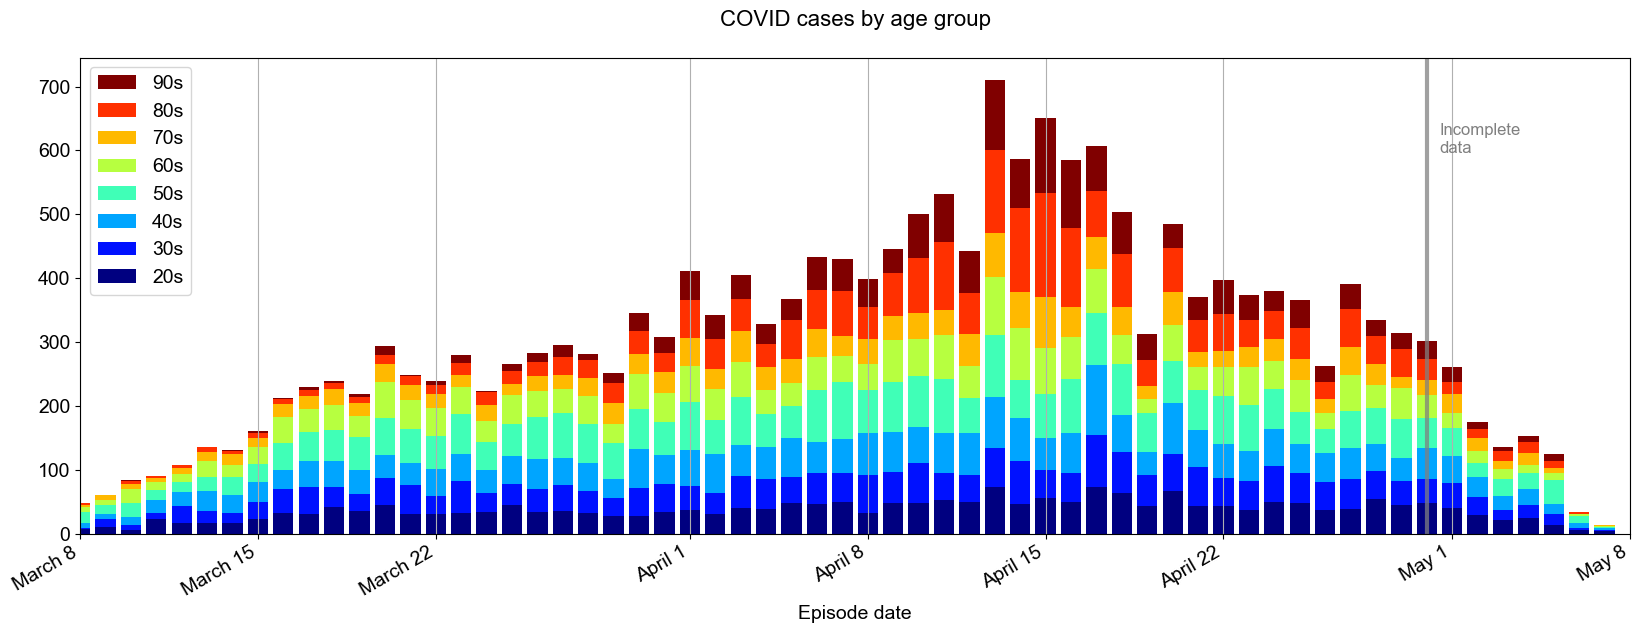 COVID cases by age group
700
600
500
400
300
200
100
0
90s
80s
70s
60s
50s
40s
30s
20s
Incomplete
data
March 8
March 15
March 22
April 1
April 8
April 15
April 22
May 1
May 8
Episode date